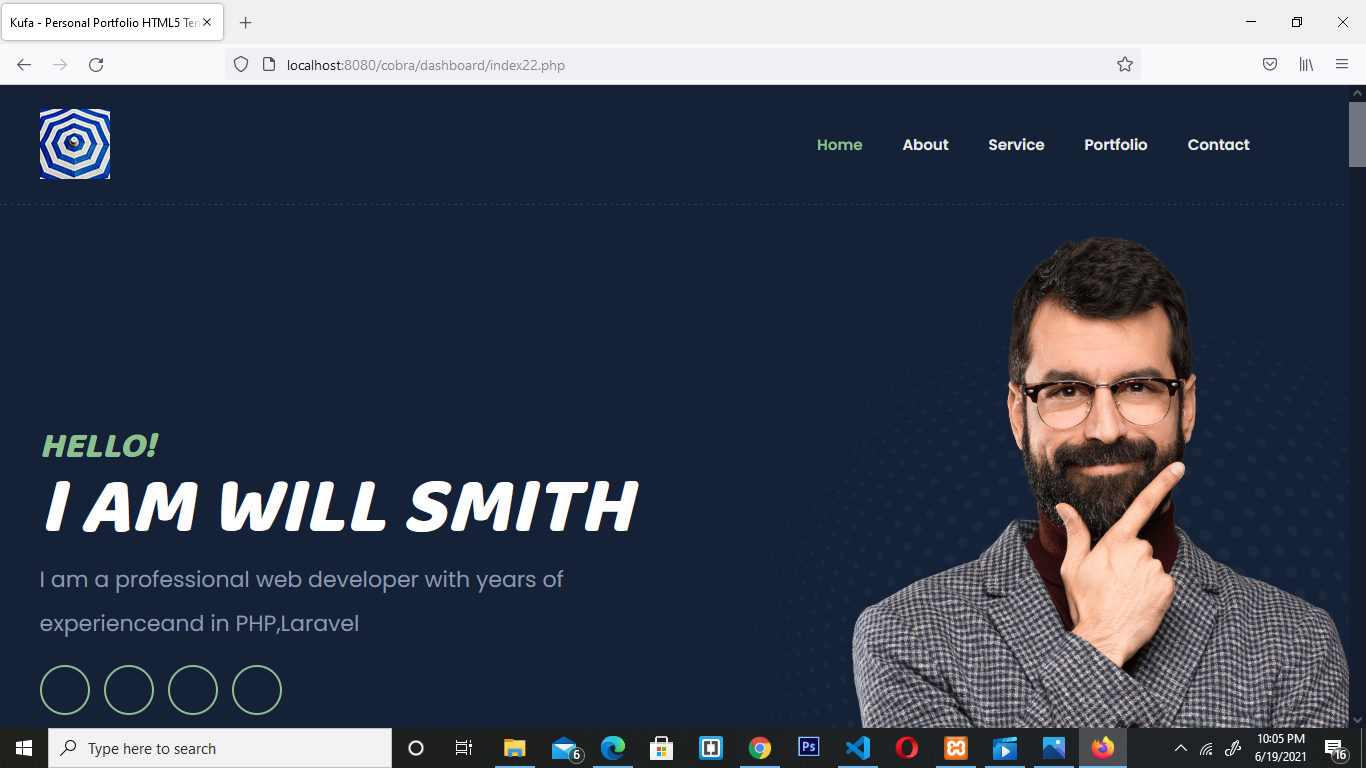 Kufa - Personal Portfolio HTML5 Ten
localhost:8080/cobra/dashboard/index22.php
Home About Service Portfolio Contact
HELLO!
I AM WILL SMITH
I am a professional web developer with years of
experienceand in PHP,Laravel
Type here to search
6
Ps
10:05 PM
6/19/2021
16